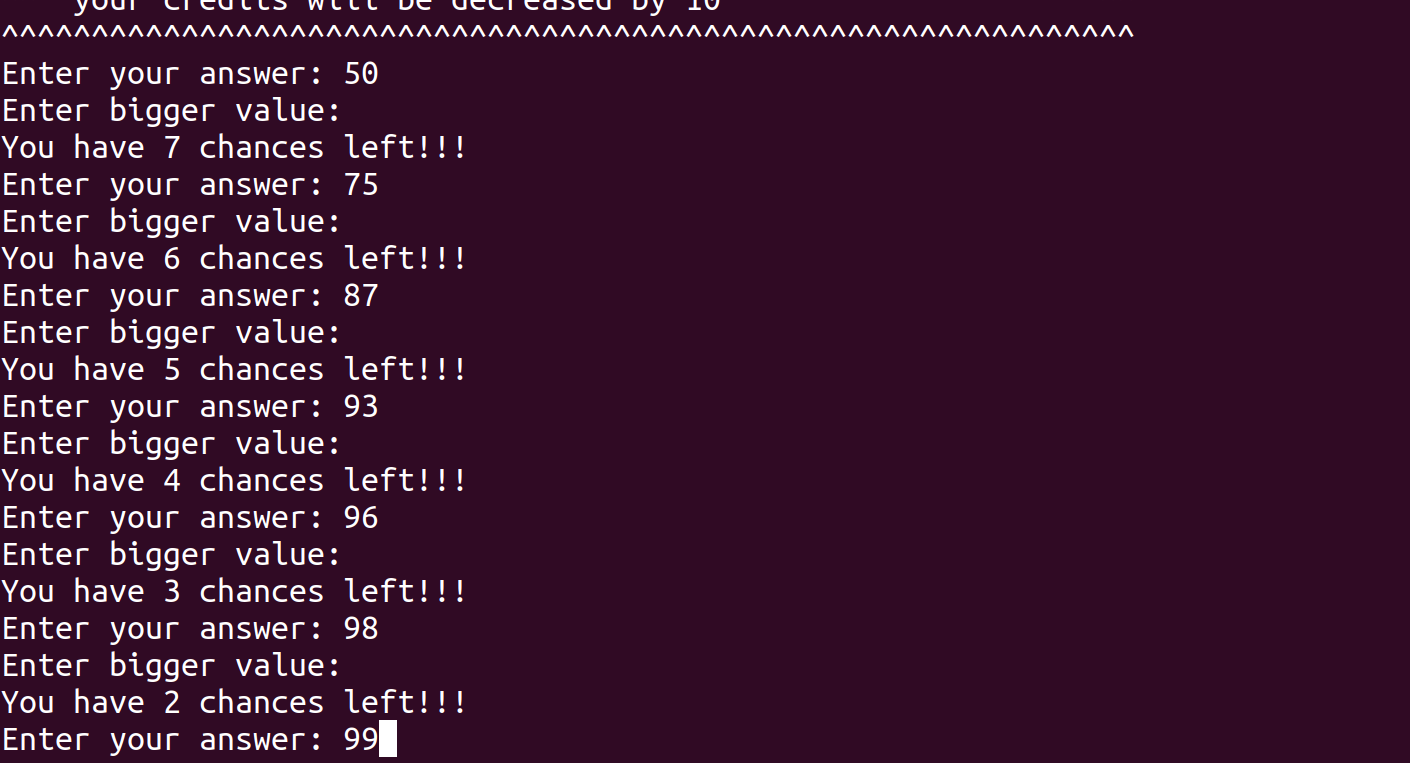 your credits will be decreased by 10
^^^^^^^^^^^^^^^^^^^^^^^^^^^^^^^^^^^^^^^^^^^^^^^^^^^^^^^^^^^^^^^
Enter your answer: 50
Enter bigger value:
You have 7 chances left!!!
Enter your answer: 75
Enter bigger value:
You have 6 chances left!!!
Enter your answer: 87
Enter bigger value:
You have 5 chances left!!!
Enter your answer: 93
Enter bigger value:
You have 4 chances left!!!
Enter your answer: 96
Enter bigger value:
You have 3 chances left!!!
Enter your answer: 98
Enter bigger value:
You have 2 chances left!!!
Enter your answer: 99